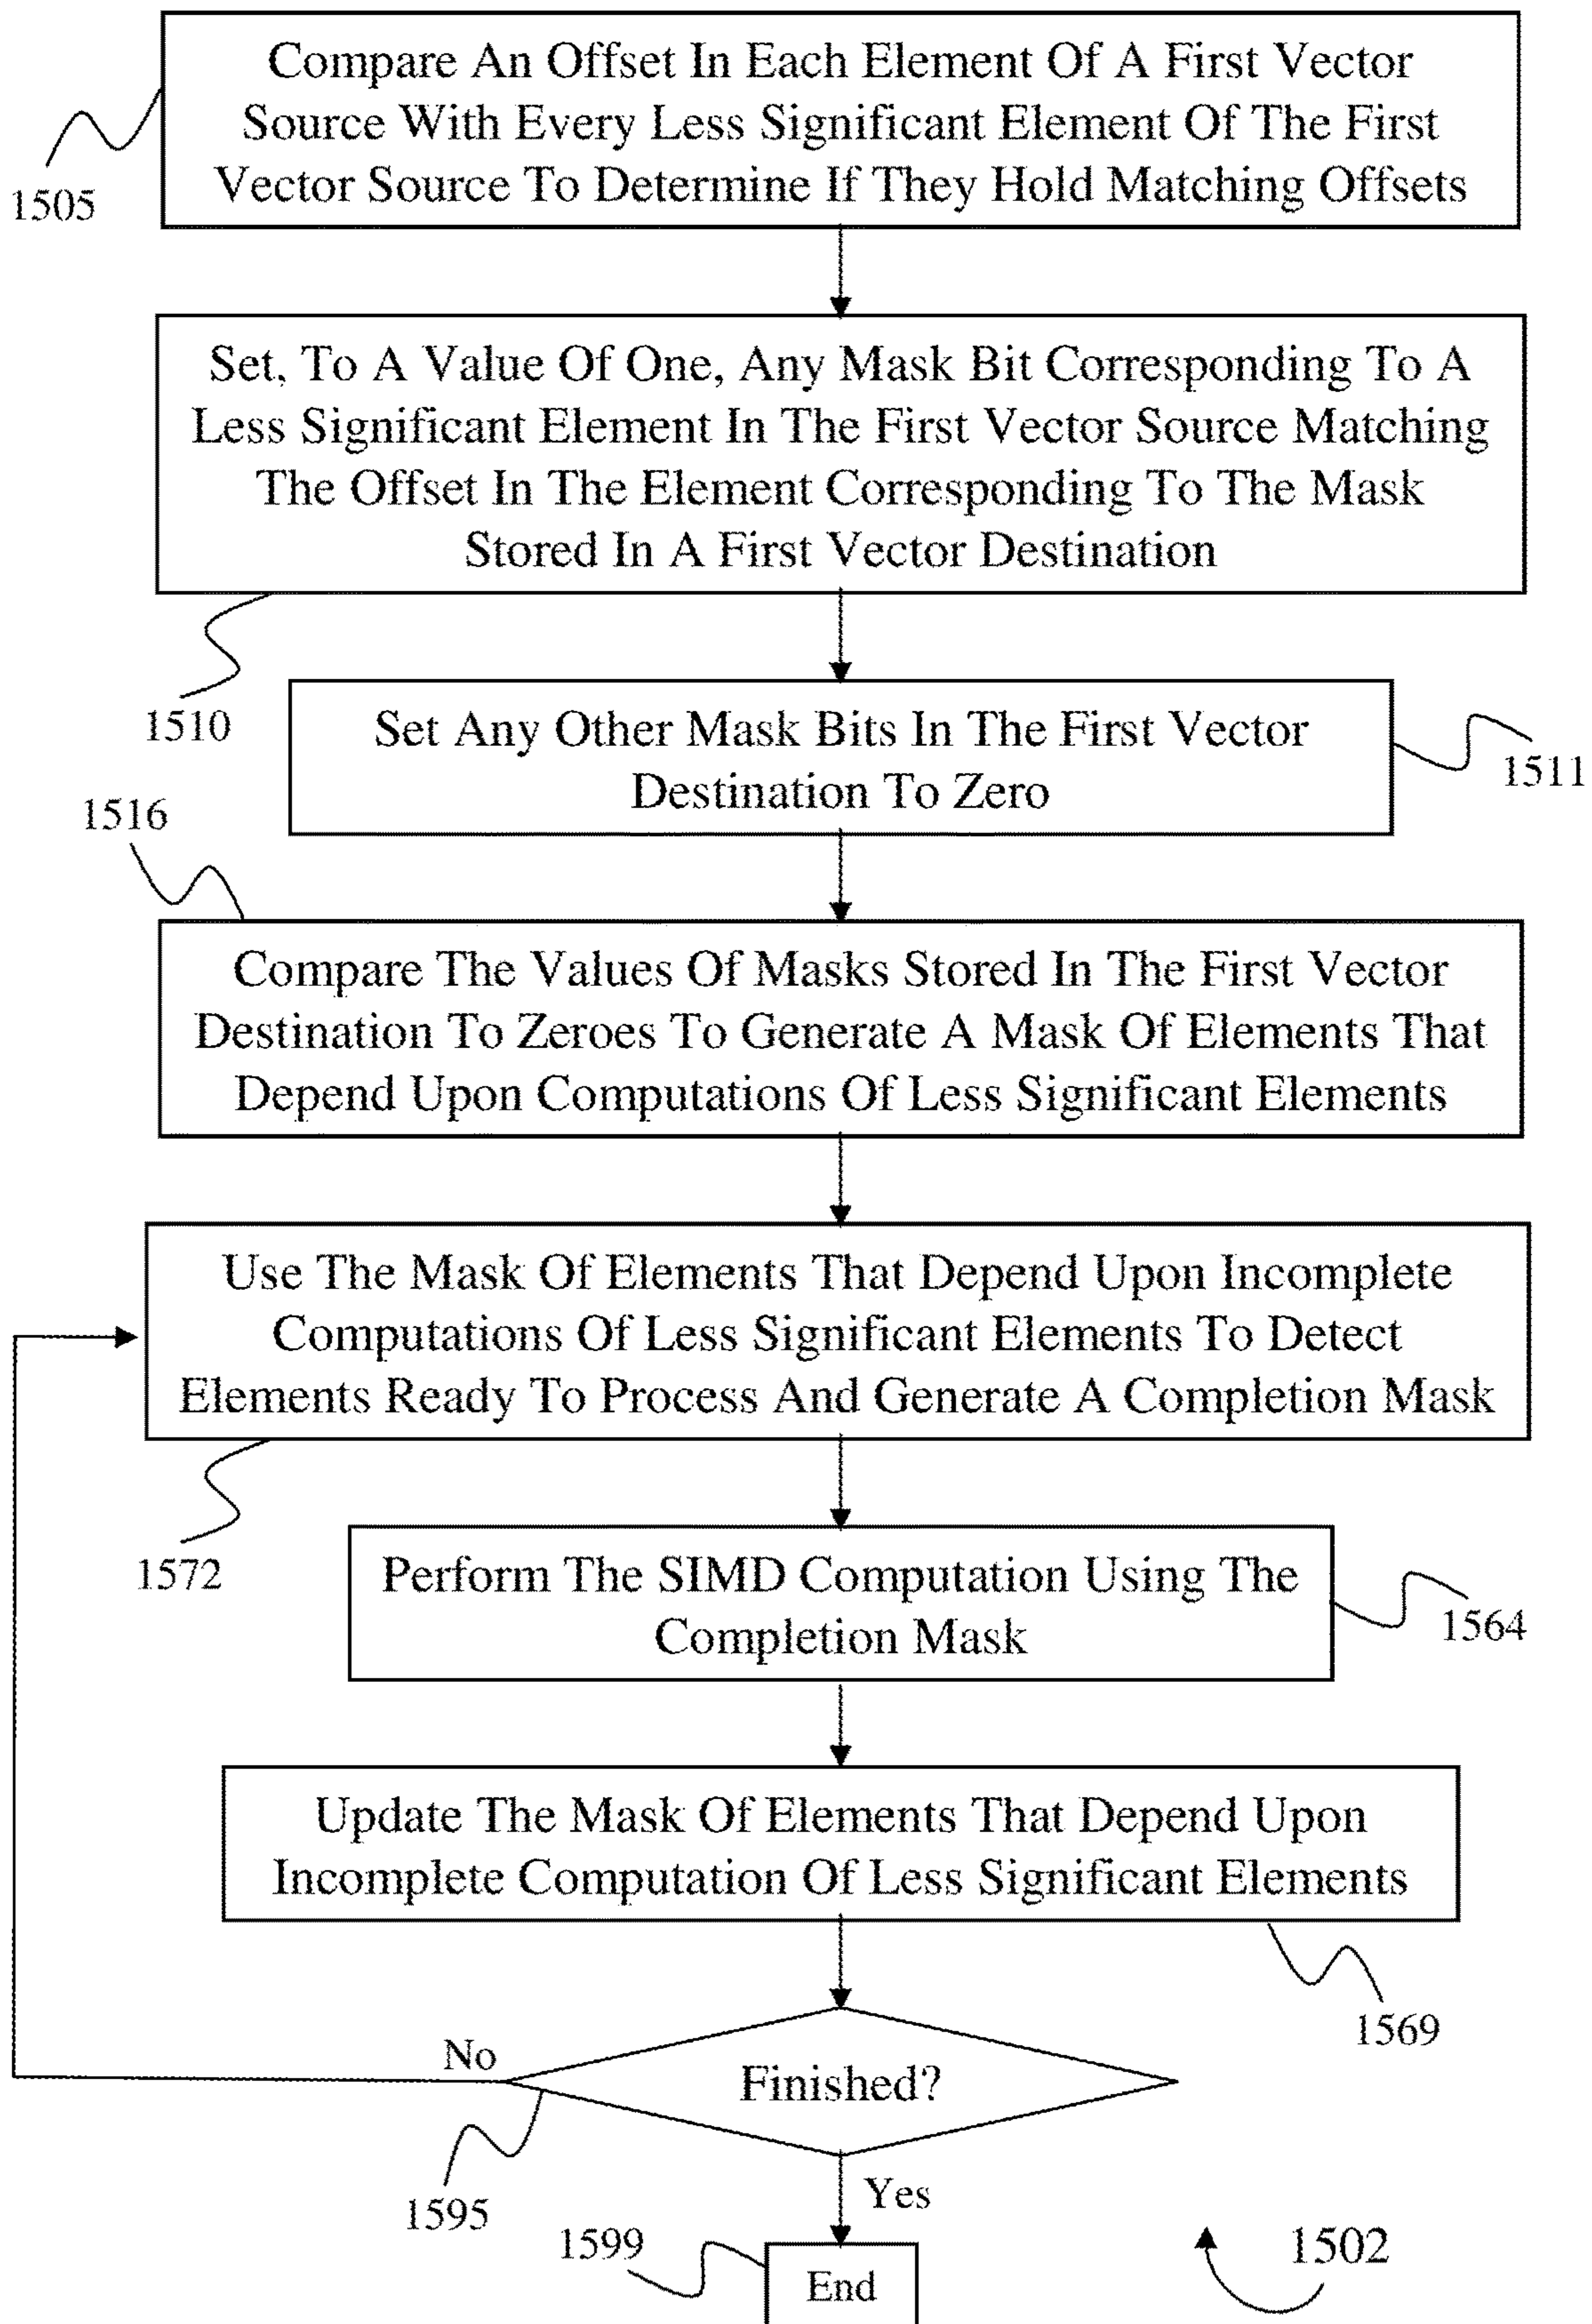 Compare An Offset In Each Element Of A First Vector
Source With Every Less Significant Element Of The First
Vector Source To Determine If They Hold Matching Offsets
1505
Set, To A Value Of One, Any Mask Bit Corresponding To A
Less Significant Element In The First Vector Source Matching
The Offset In The Element Corresponding To The Mask
Stored In A First Vector Destination
1510
Set Any Other Mask Bits In The First Vector
Destination To Zero
1511
1516
Compare The Values Of Masks Stored In The First Vector
Destination To Zeroes To Generate A Mask Of Elements That
Depend Upon Computations Of Less Significant Elements
Use The Mask Of Elements That Depend Upon Incomplete
Computations Of Less Significant Elements To Detect
Elements Ready To Process And Generate A Completion Mask
1572
Perform The SIMD Computation Using The
Completion Mask
1564
Update The Mask Of Elements That Depend Upon
Incomplete Computation Of Less Significant Elements
1569
No
Finished?
1595
Yes
1599
End
1502